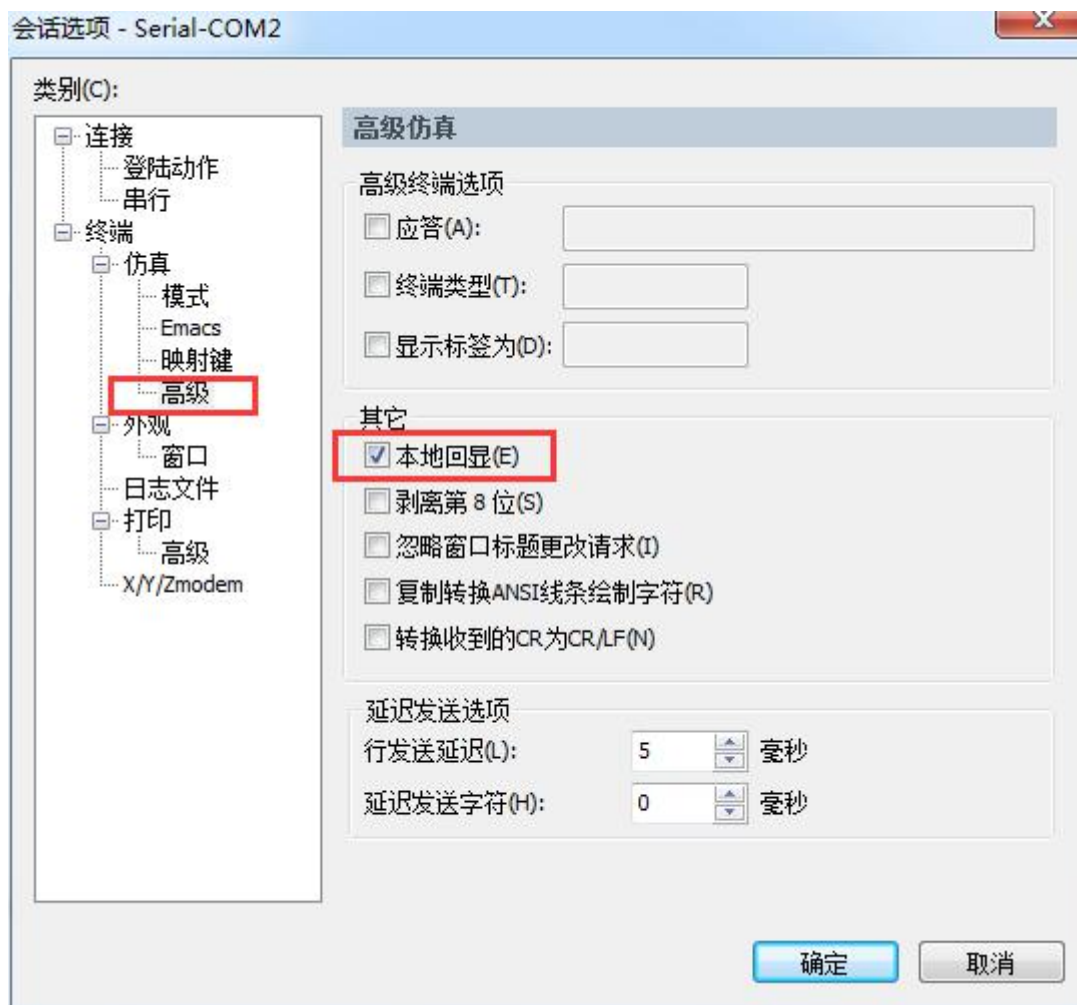 会话选项 - Serial-COM2
类别(C):
连接
登陆动作
串行
终端
仿真
模式
Emacs
映射键
高级
外观
窗口
日志文件
打印
高级
X/Y/Zmodem
高级仿真
高级终端选项
应答(A):
终端类型(T):
显示标签为(D):
其它
本地回显(E)
剥离第 8 位(S)
忽略窗口标题更改请求(I)
复制转换ANSI线条绘制字符(R)
转换收到的CR为CR/LF(N)
延迟发送选项
行发送延迟(L): 5 毫秒
延迟发送字符(H): 0 毫秒
确定 取消